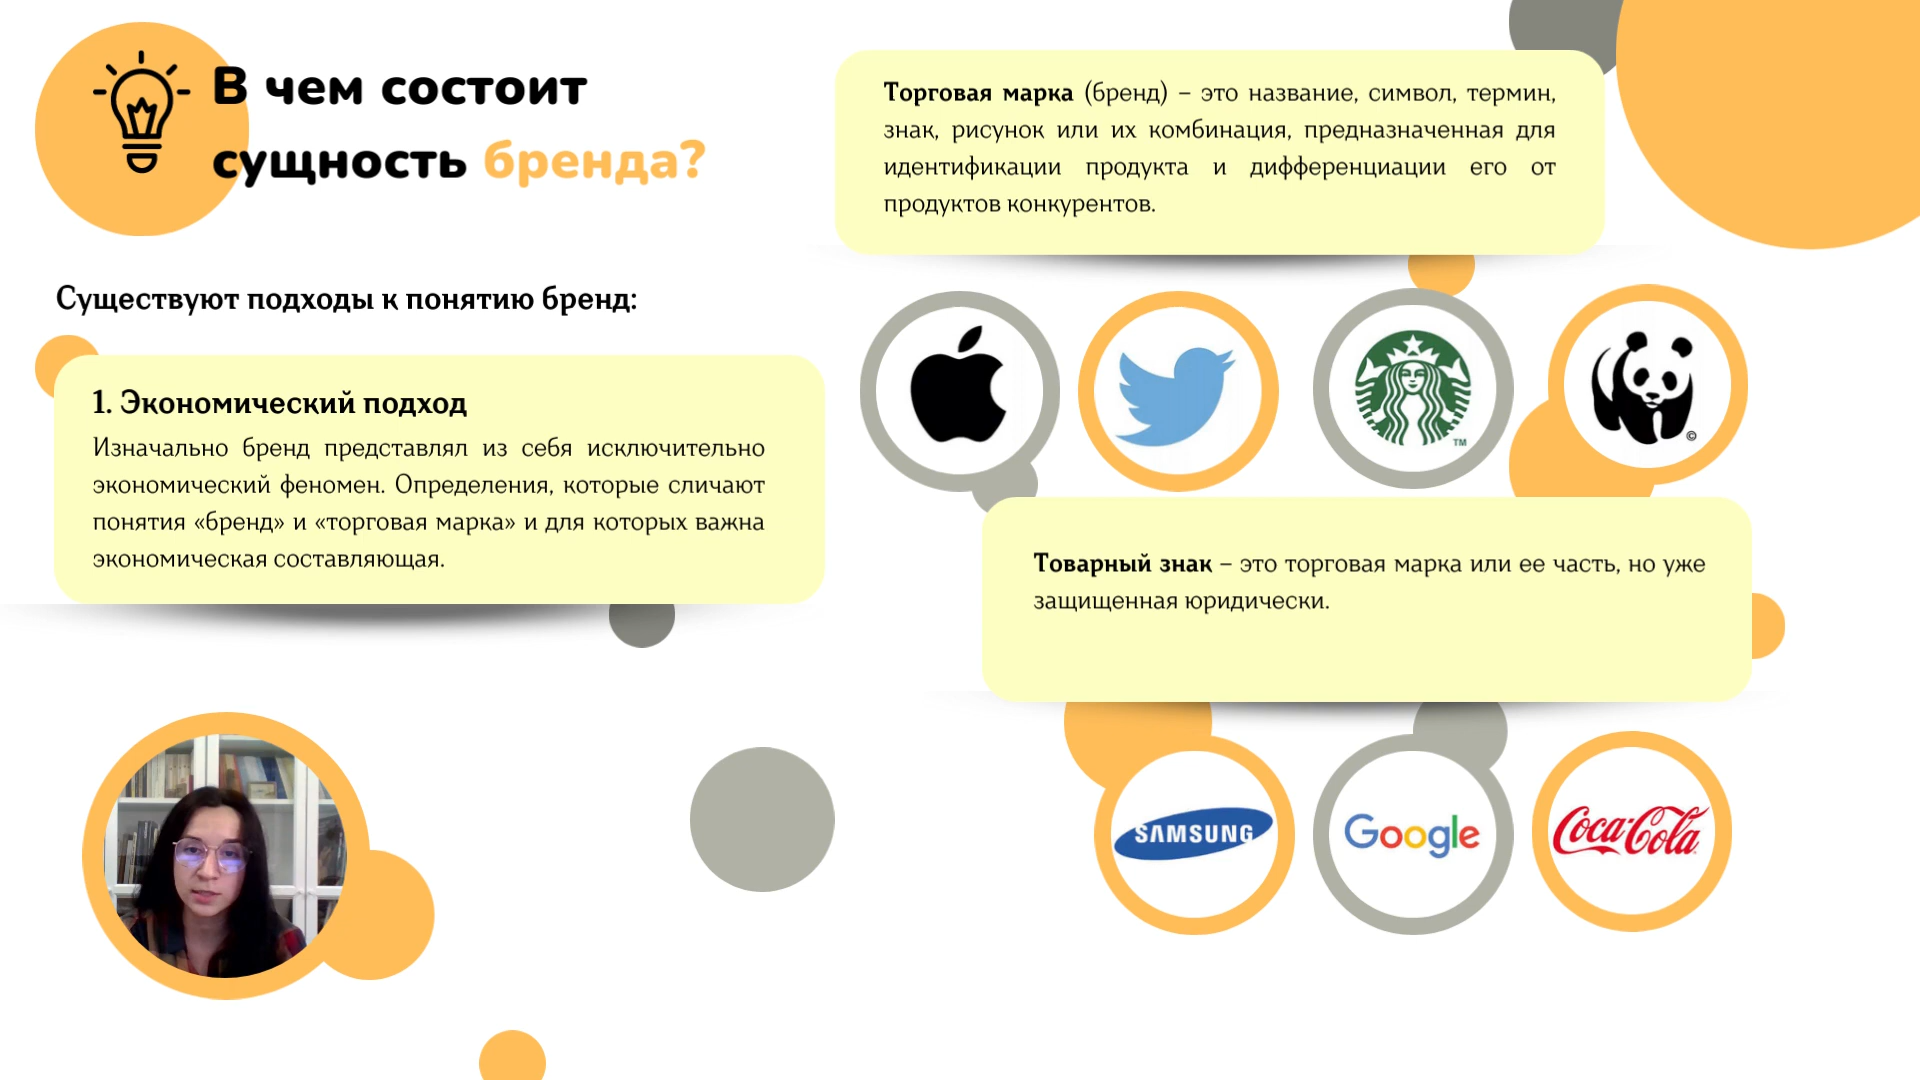 В чем состоит
сущность бренда?
Существуют подходы к понятию бренд:
1. Экономический подход
Изначально бренд представлял из себя исключительно
экономический феномен. Определения, которые сличают
понятия «бренд» и «торговая марка» и для которых важна
экономическая составляющая.
Торговая марка (бренд) – это название, символ, термин,
знак, рисунок или их комбинация, предназначенная для
идентификации продукта и дифференциации его от
продуктов конкурентов.
TM
©
Товарный знак – это торговая марка или ее часть, но уже
защищенная юридически.
SAMSUNG
Google
Coca-Cola